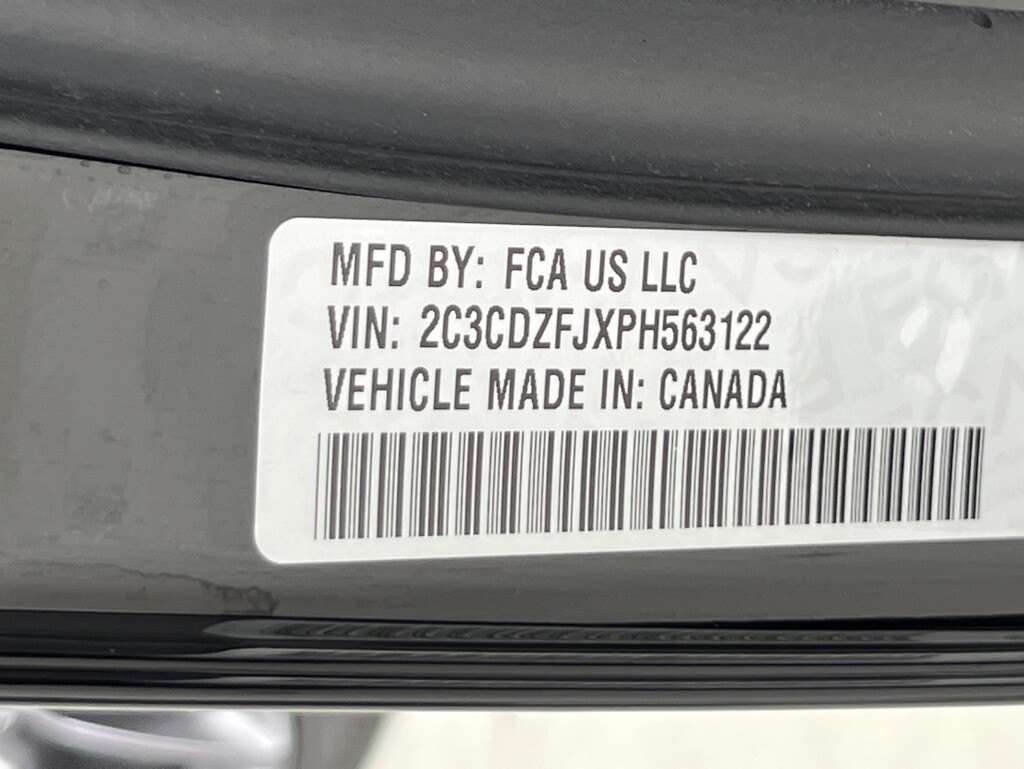 MFD BY: FCA US LLC
VIN: 2C3CDZFJXPH563122
VEHICLE MADE IN: CANADA